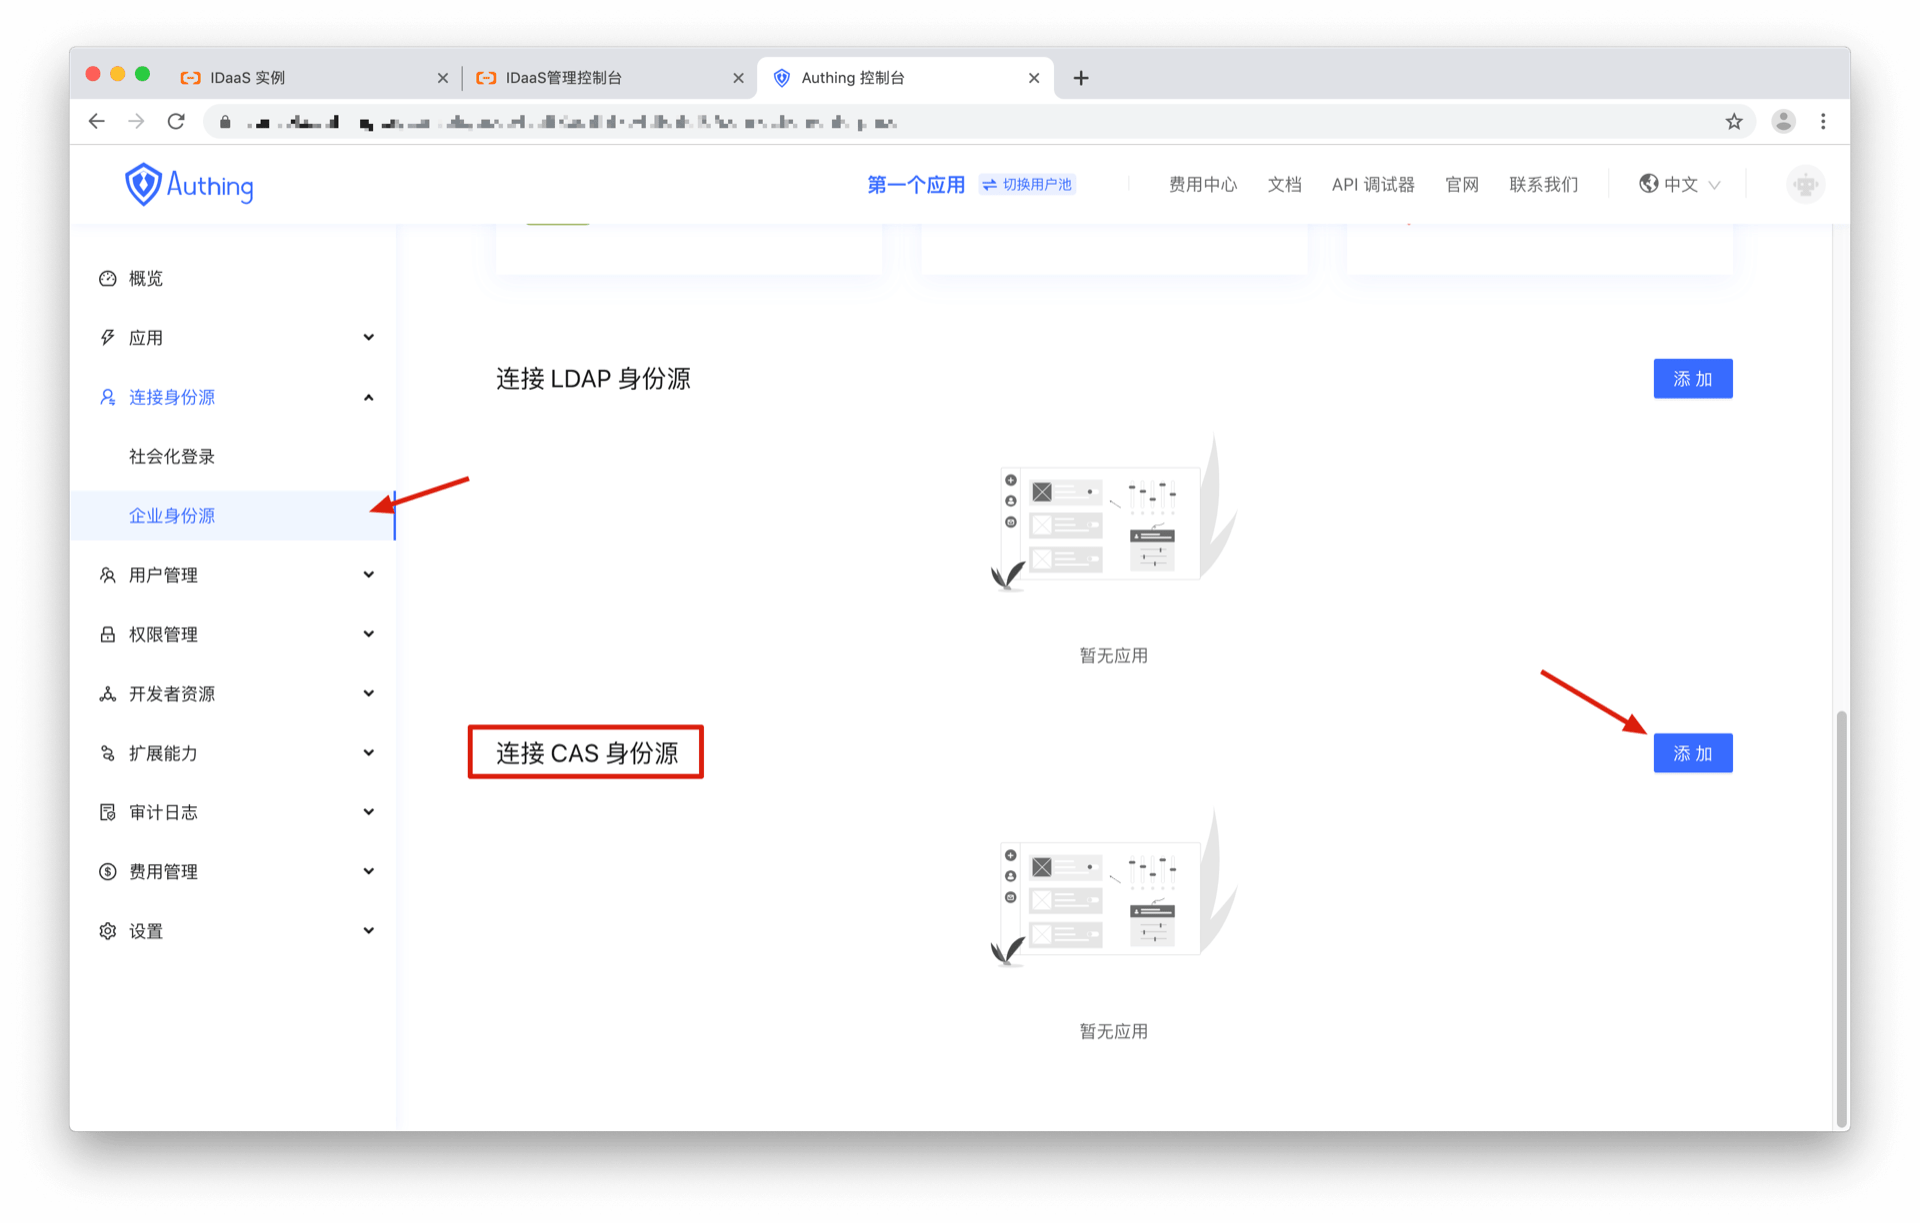 IDaaS 实例
IDaaS管理控制台
Authing 控制台
Authing
第一个应用
切换用户池
费用中心
文档
API 调试器
官网
联系我们
中文
概览
应用
连接身份源
社会化登录
企业身份源
用户管理
权限管理
开发者资源
扩展能力
审计日志
费用管理
设置
连接 LDAP 身份源
添 加
暂无应用
连接 CAS 身份源
添 加
暂无应用